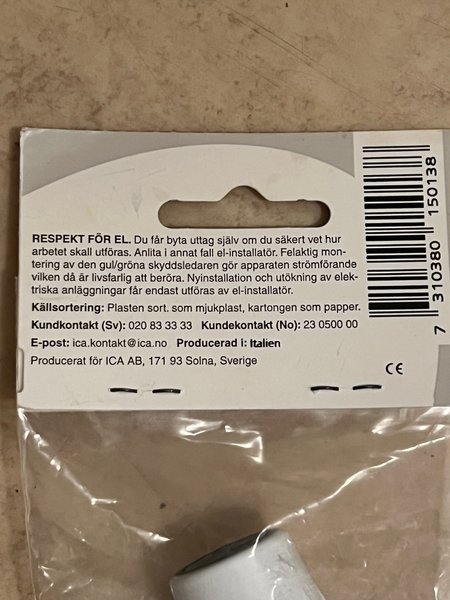 RESPEKT FÖR EL. Du får byta uttag själv om du säkert vet hur
arbetet skall utföras. Anlita i annat fall el-installatör. Felaktig mon-
tering av den gul/gröna skyddsledaren gör apparaten strömförande
vilken då är livsfarlig att beröra. Nyinstallation och utökning av elek-
triska anläggningar får endast utföras av el-installatör.
Källsortering: Plasten sort. som mjukplast, kartongen som papper.
Kundkontakt (Sv): 020 83 33 33 Kundekontakt (No): 23 0500 00
E-post: ica.kontakt@ica.no Producerad i: Italien
Producerat för ICA AB, 171 93 Solna, Sverige
CE
7 310380 150138